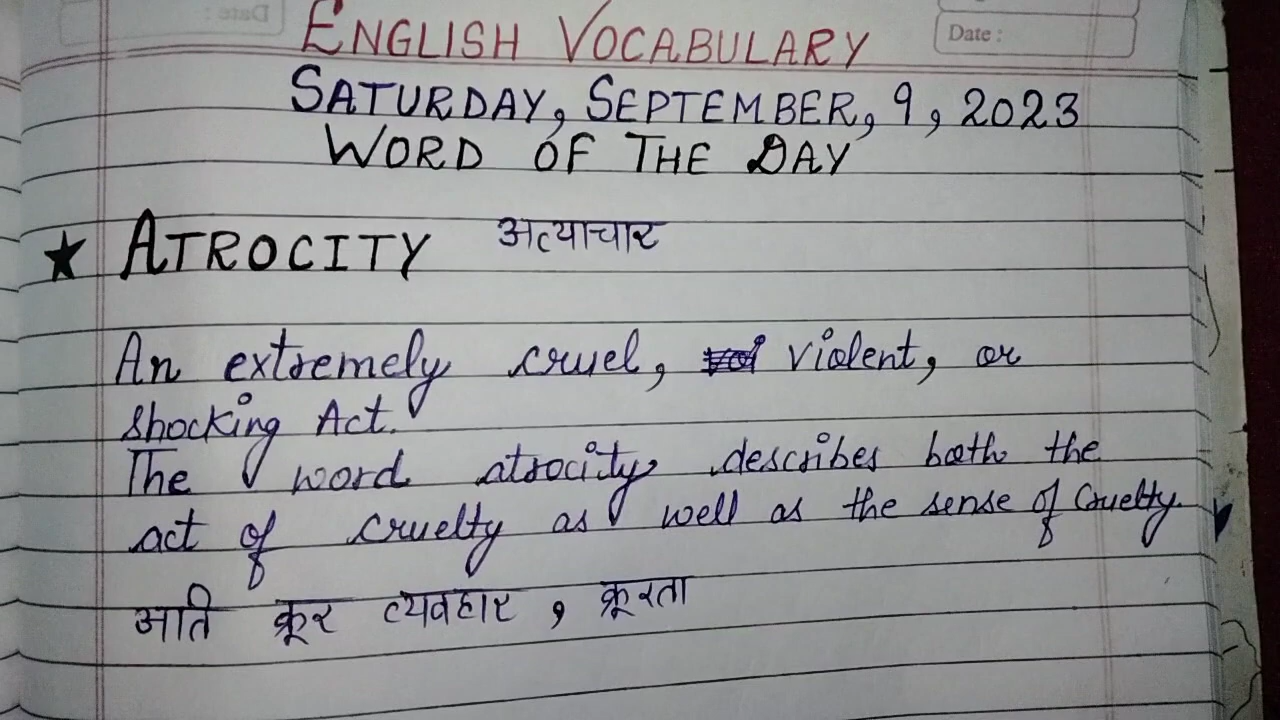 ENGLISH VOCABULARY
Date :
SATURDAY, SEPTEMBER, 9, 2023
WORD OF THE DAY
★ ATROCITY अत्याचार
An extremely cruel, violent, or
shocking Act.
The word atrocity describes both the
act of cruelty as well as the sense of cruelty.
आति क्रूर व्यवहार , क्रूरता